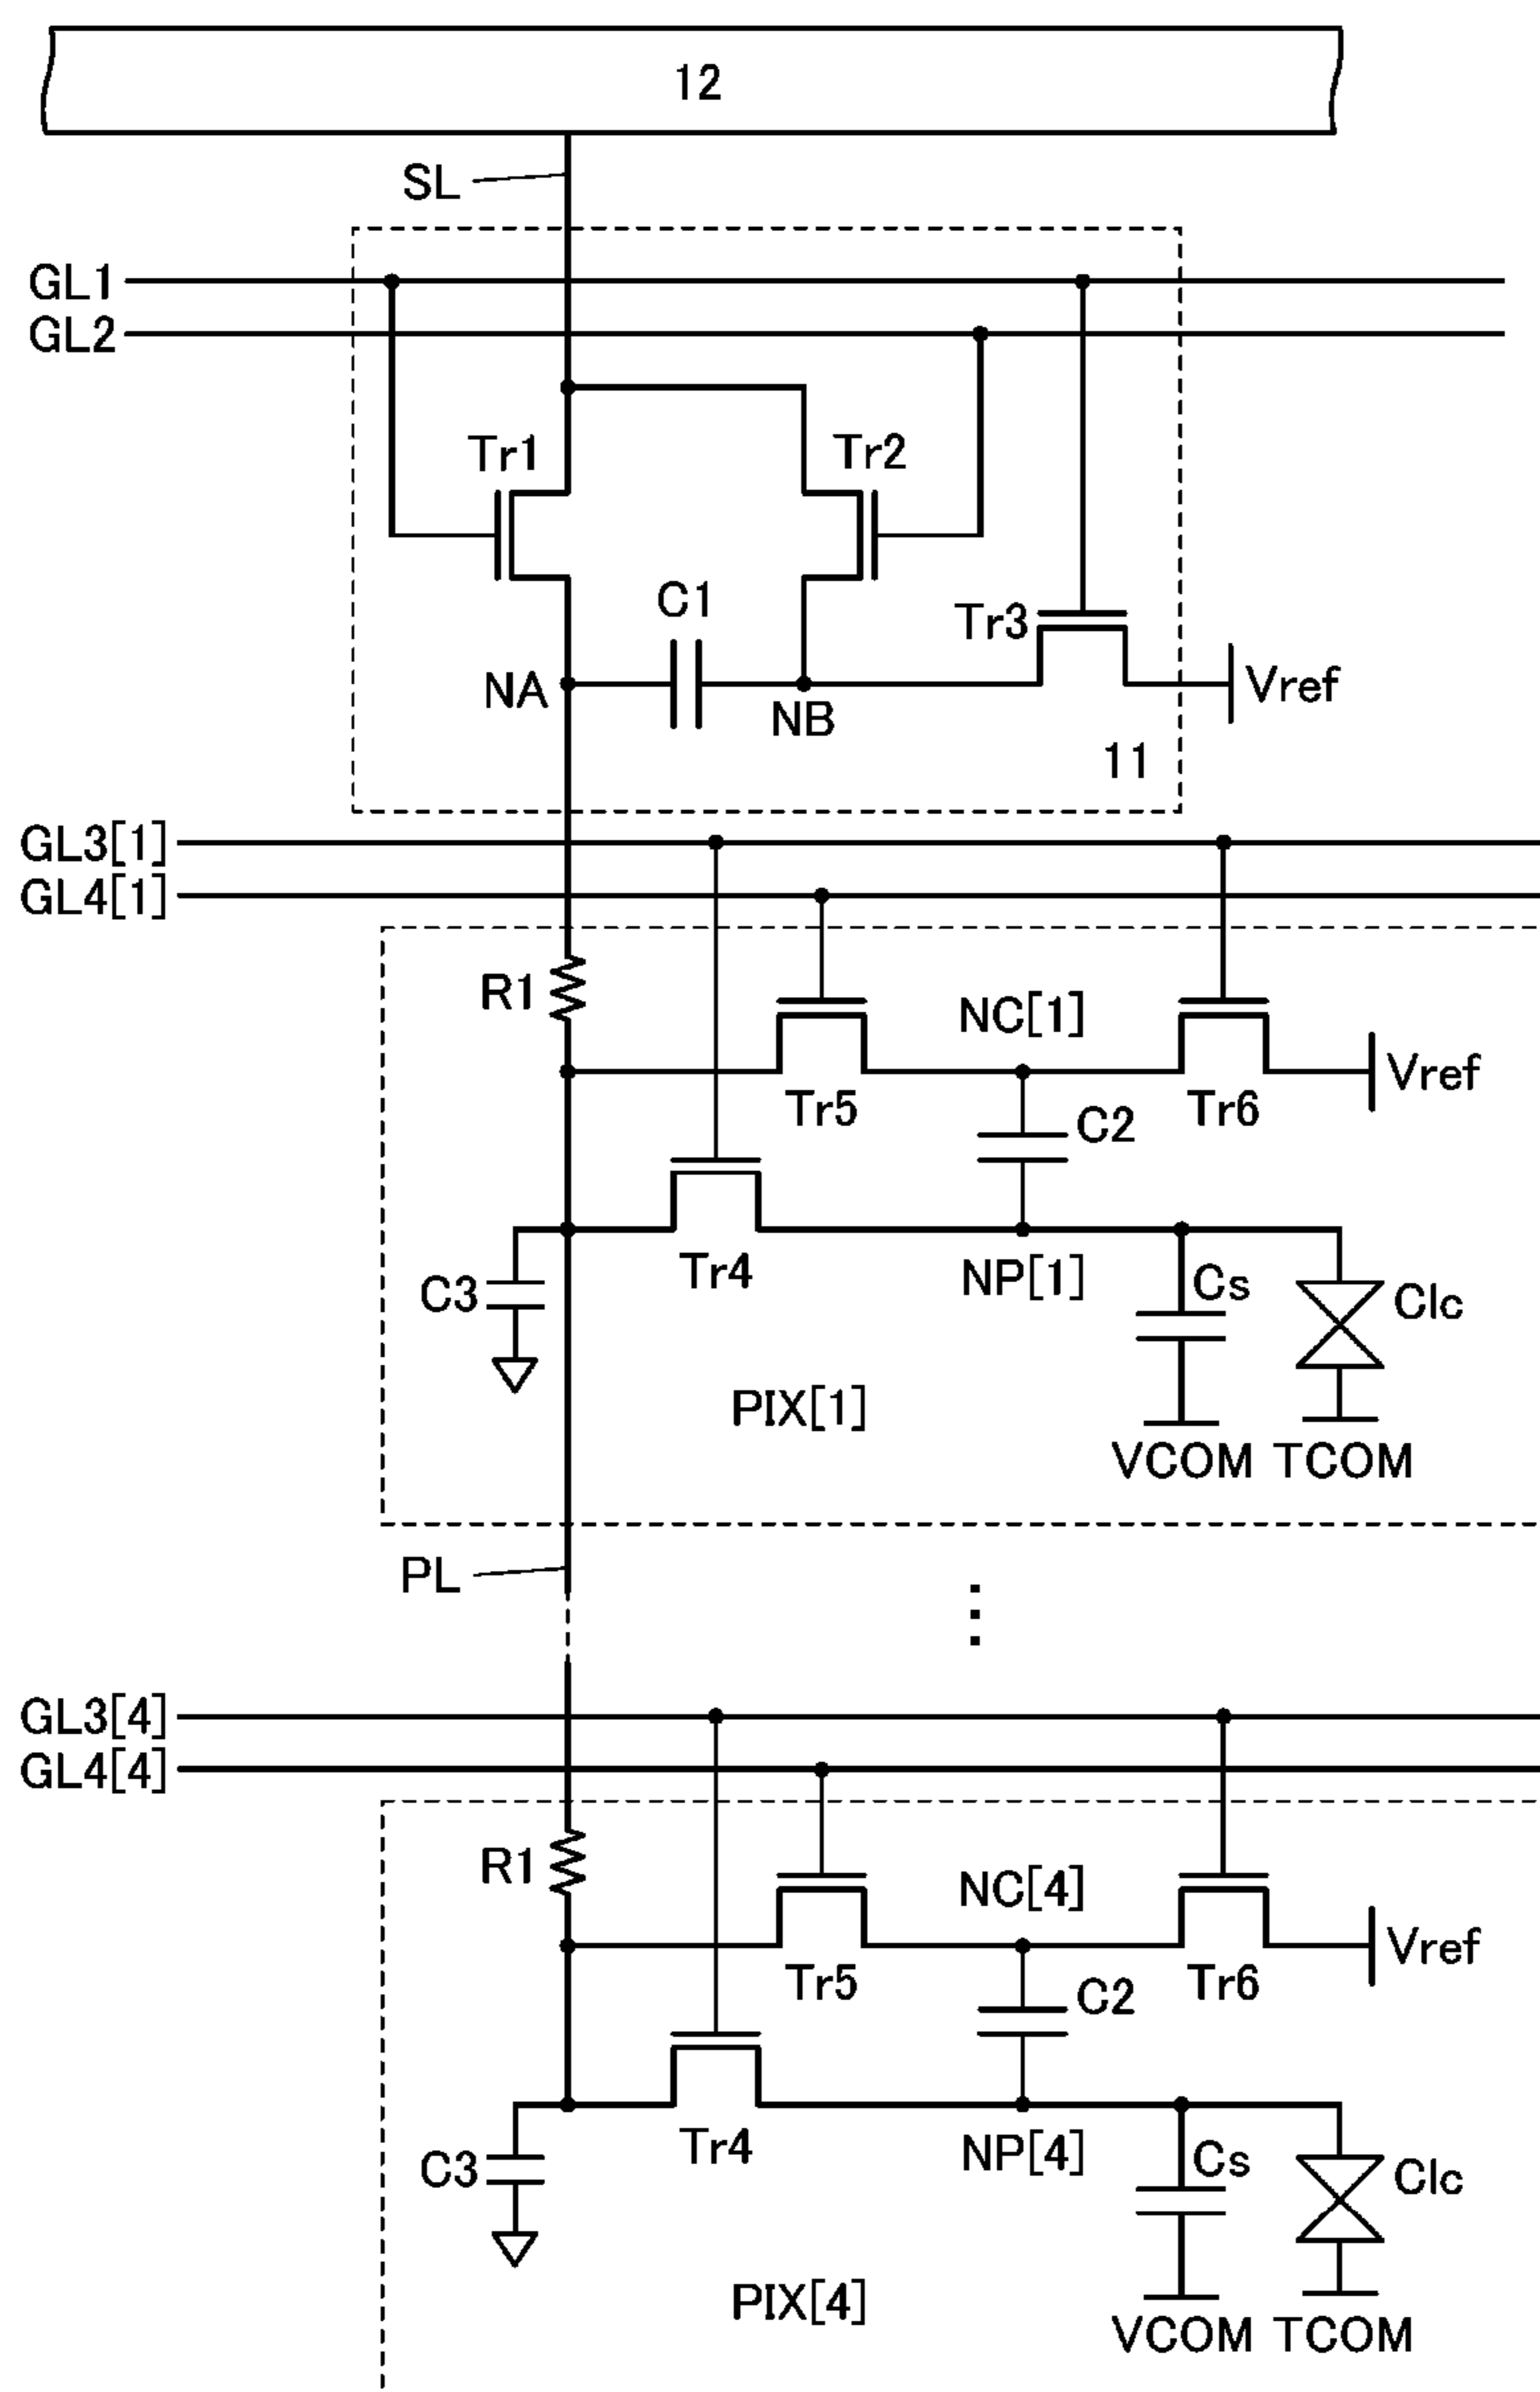 12
SL
GL1
GL2
Tr1
Tr2
C1
Tr3
NA
NB
Vref
11
GL3[1]
GL4[1]
R1
NC[1]
Vref
Tr5
C2
Tr6
C3
Tr4
NP[1]
Cs
Clc
PIX[1]
VCOM
TCOM
PL
GL3[4]
GL4[4]
R1
NC[4]
Vref
Tr5
C2
Tr6
C3
Tr4
NP[4]
Cs
Clc
PIX[4]
VCOM
TCOM